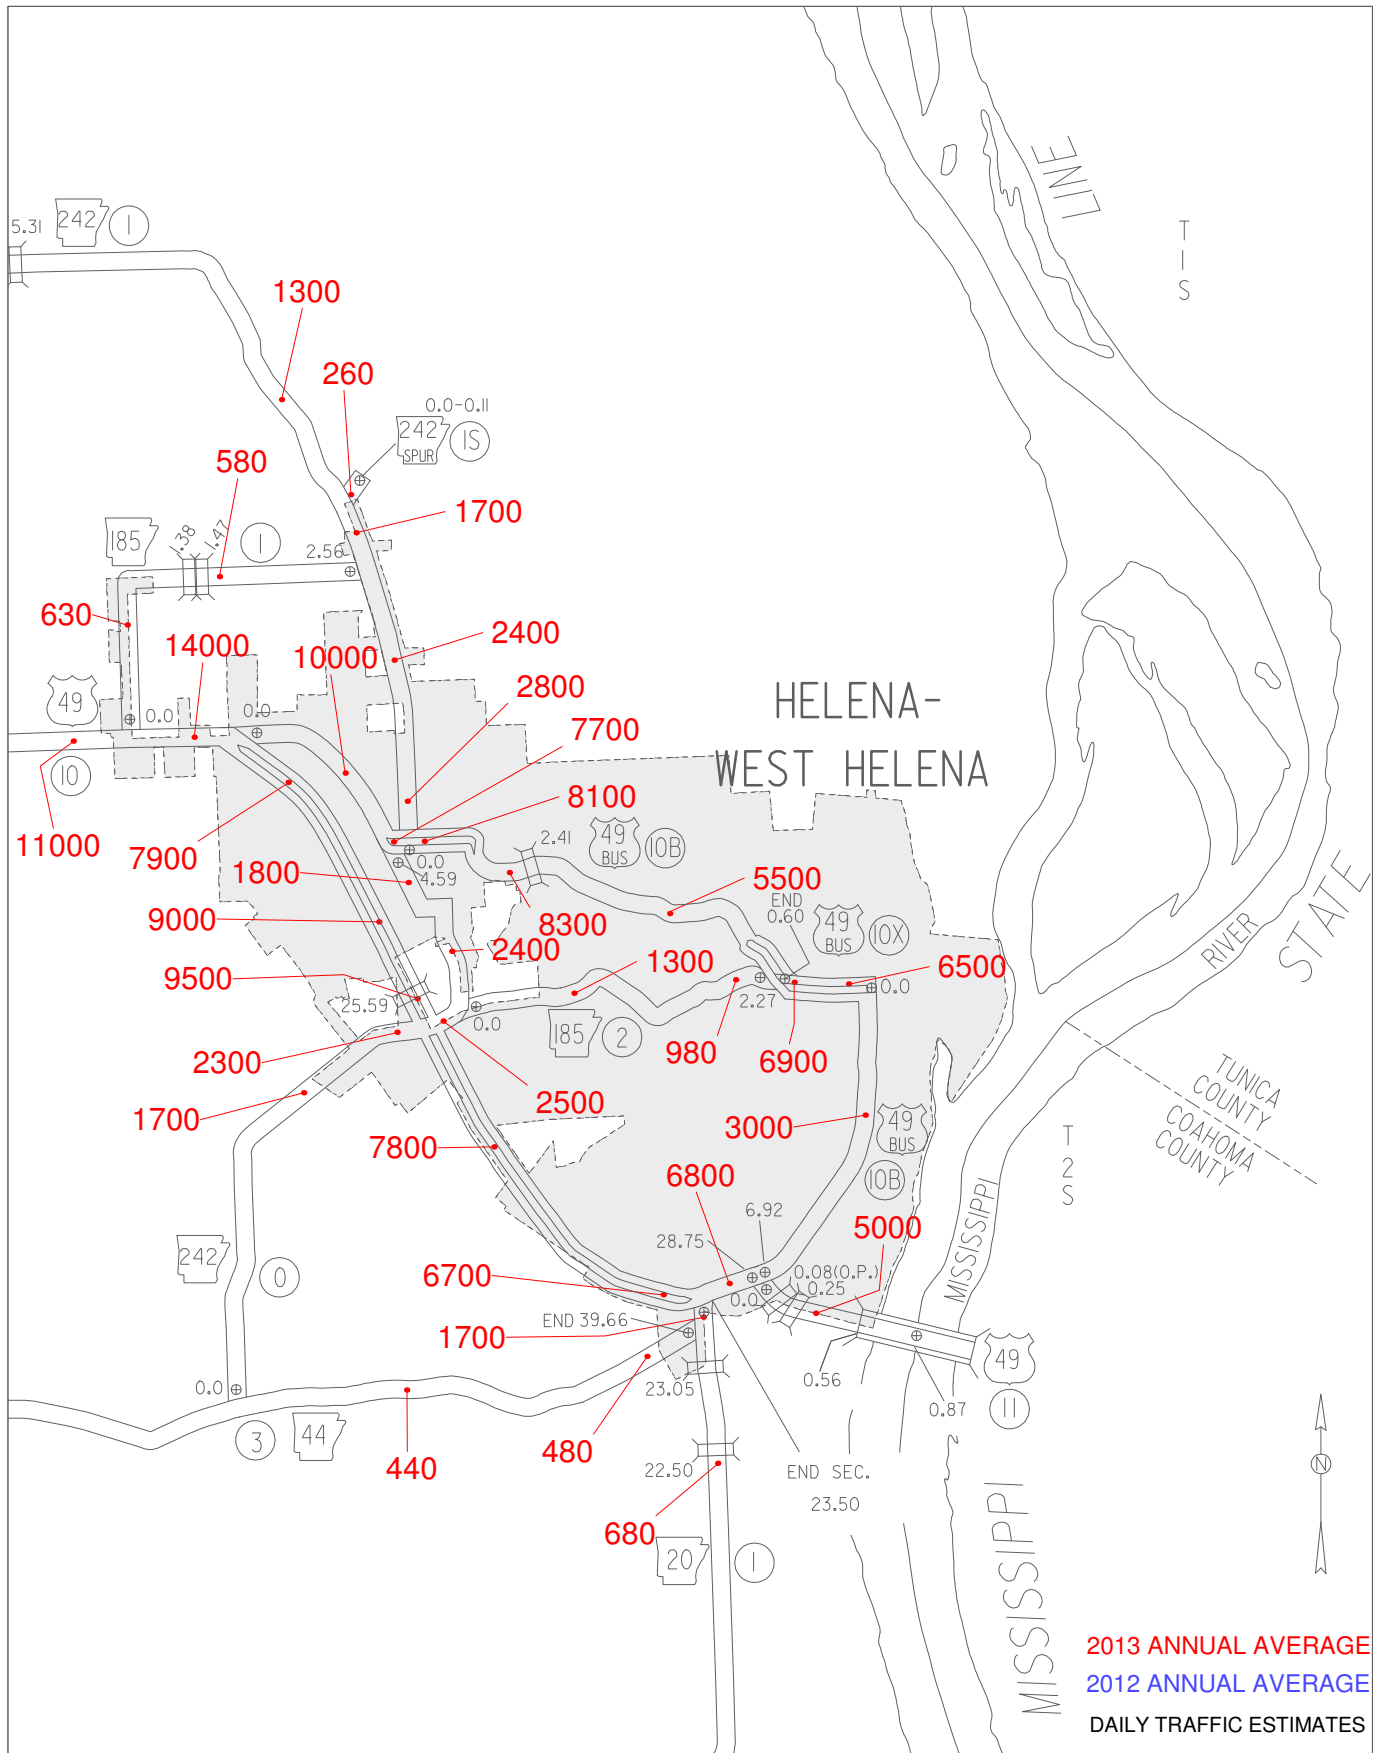 LINE
T
1
S
5.31
242
1
1300
260
0.0-0.11
242
SPUR
1S
580
1700
185
1.38
1.47
1
2.56
630
14000
10000
2400
49
0.0
0.0
2800
HELENA-
7700
WEST HELENA
10
8100
11000
7900
2.41
49
BUS
10B
0.0
4.59
1800
5500
END
0.60
49
BUS
10X
9000
8300
2400
1300
6500
RIVER
STATE
9500
25.59
0.0
2.27
0.0
185
2
980
6900
2300
2500
TUNICA
COUNTY
COAHOMA
COUNTY
1700
3000
49
BUS
T
2
S
7800
6800
10B
6.92
5000
MISSISSIPPI
28.75
242
0
0.08(O.P.)
0.25
6700
0.0
END 39.66
1700
49
0.56
0.87
11
0.0
23.05
3
44
480
440
22.50
END SEC.
23.50
N
680
20
1
MISSISSIPPI
2013 ANNUAL AVERAGE
2012 ANNUAL AVERAGE
DAILY TRAFFIC ESTIMATES